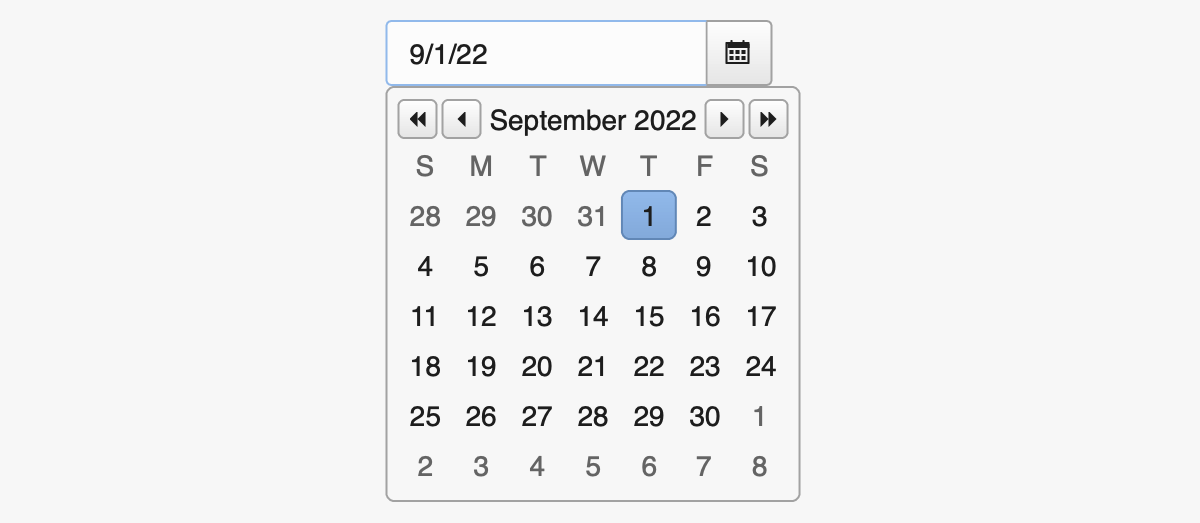 9/1/22
September 2022
S M T W T F S
28 29 30 31 1 2 3
4 5 6 7 8 9 10
11 12 13 14 15 16 17
18 19 20 21 22 23 24
25 26 27 28 29 30 1
2 3 4 5 6 7 8